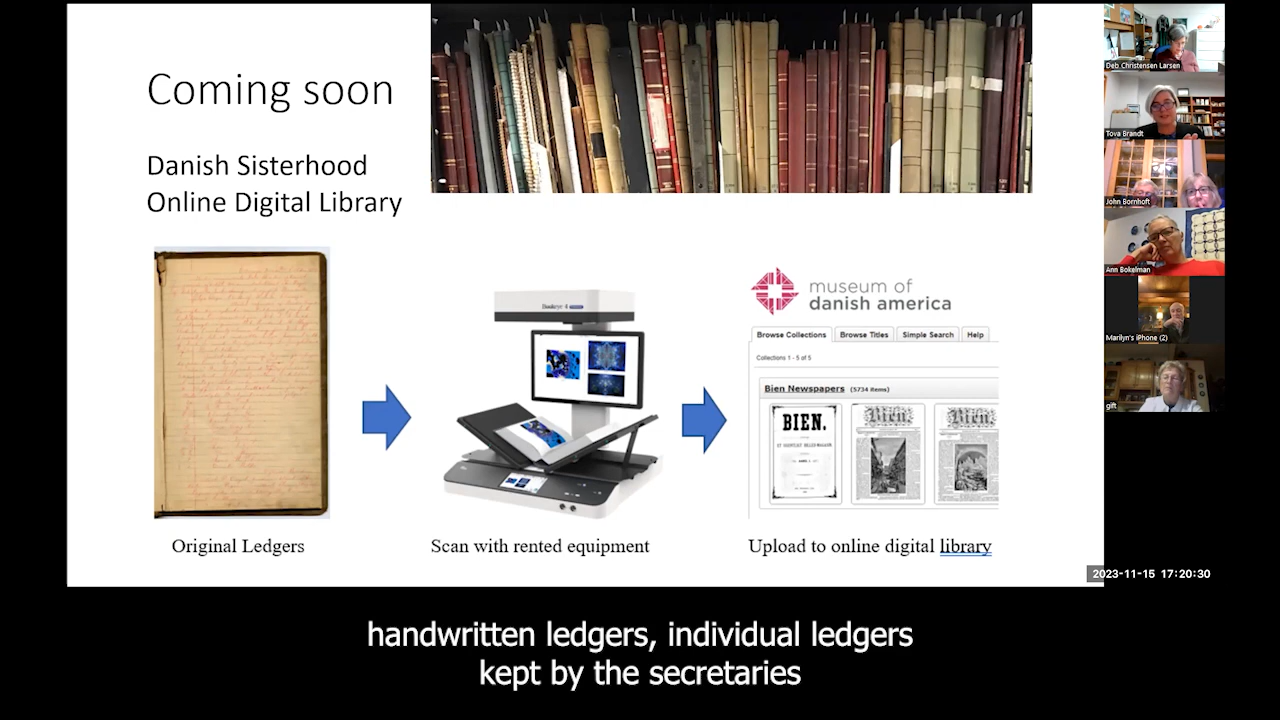 Coming soon
Danish Sisterhood
Online Digital Library
museum of
danish america
Browse Collections
Browse Titles
Simple Search
Help
Collections 1 - 5 of 5
Bien Newspapers (5734 items)
BIEN.
Bien.
Bien.
Original Ledgers
Scan with rented equipment
Upload to online digital library
Deb Christensen Larsen
Tova Brandt
John Bornhoft
Ann Bokelman
Marilyn's iPhone (2)
gift
2023-11-15 17:20:30
handwritten ledgers, individual ledgers
kept by the secretaries